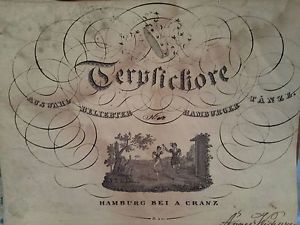 Terpsichore
AUSWAHL BELIEBTER HAMBURGER TÄNZE.
HAMBURG BEI A CRANZ